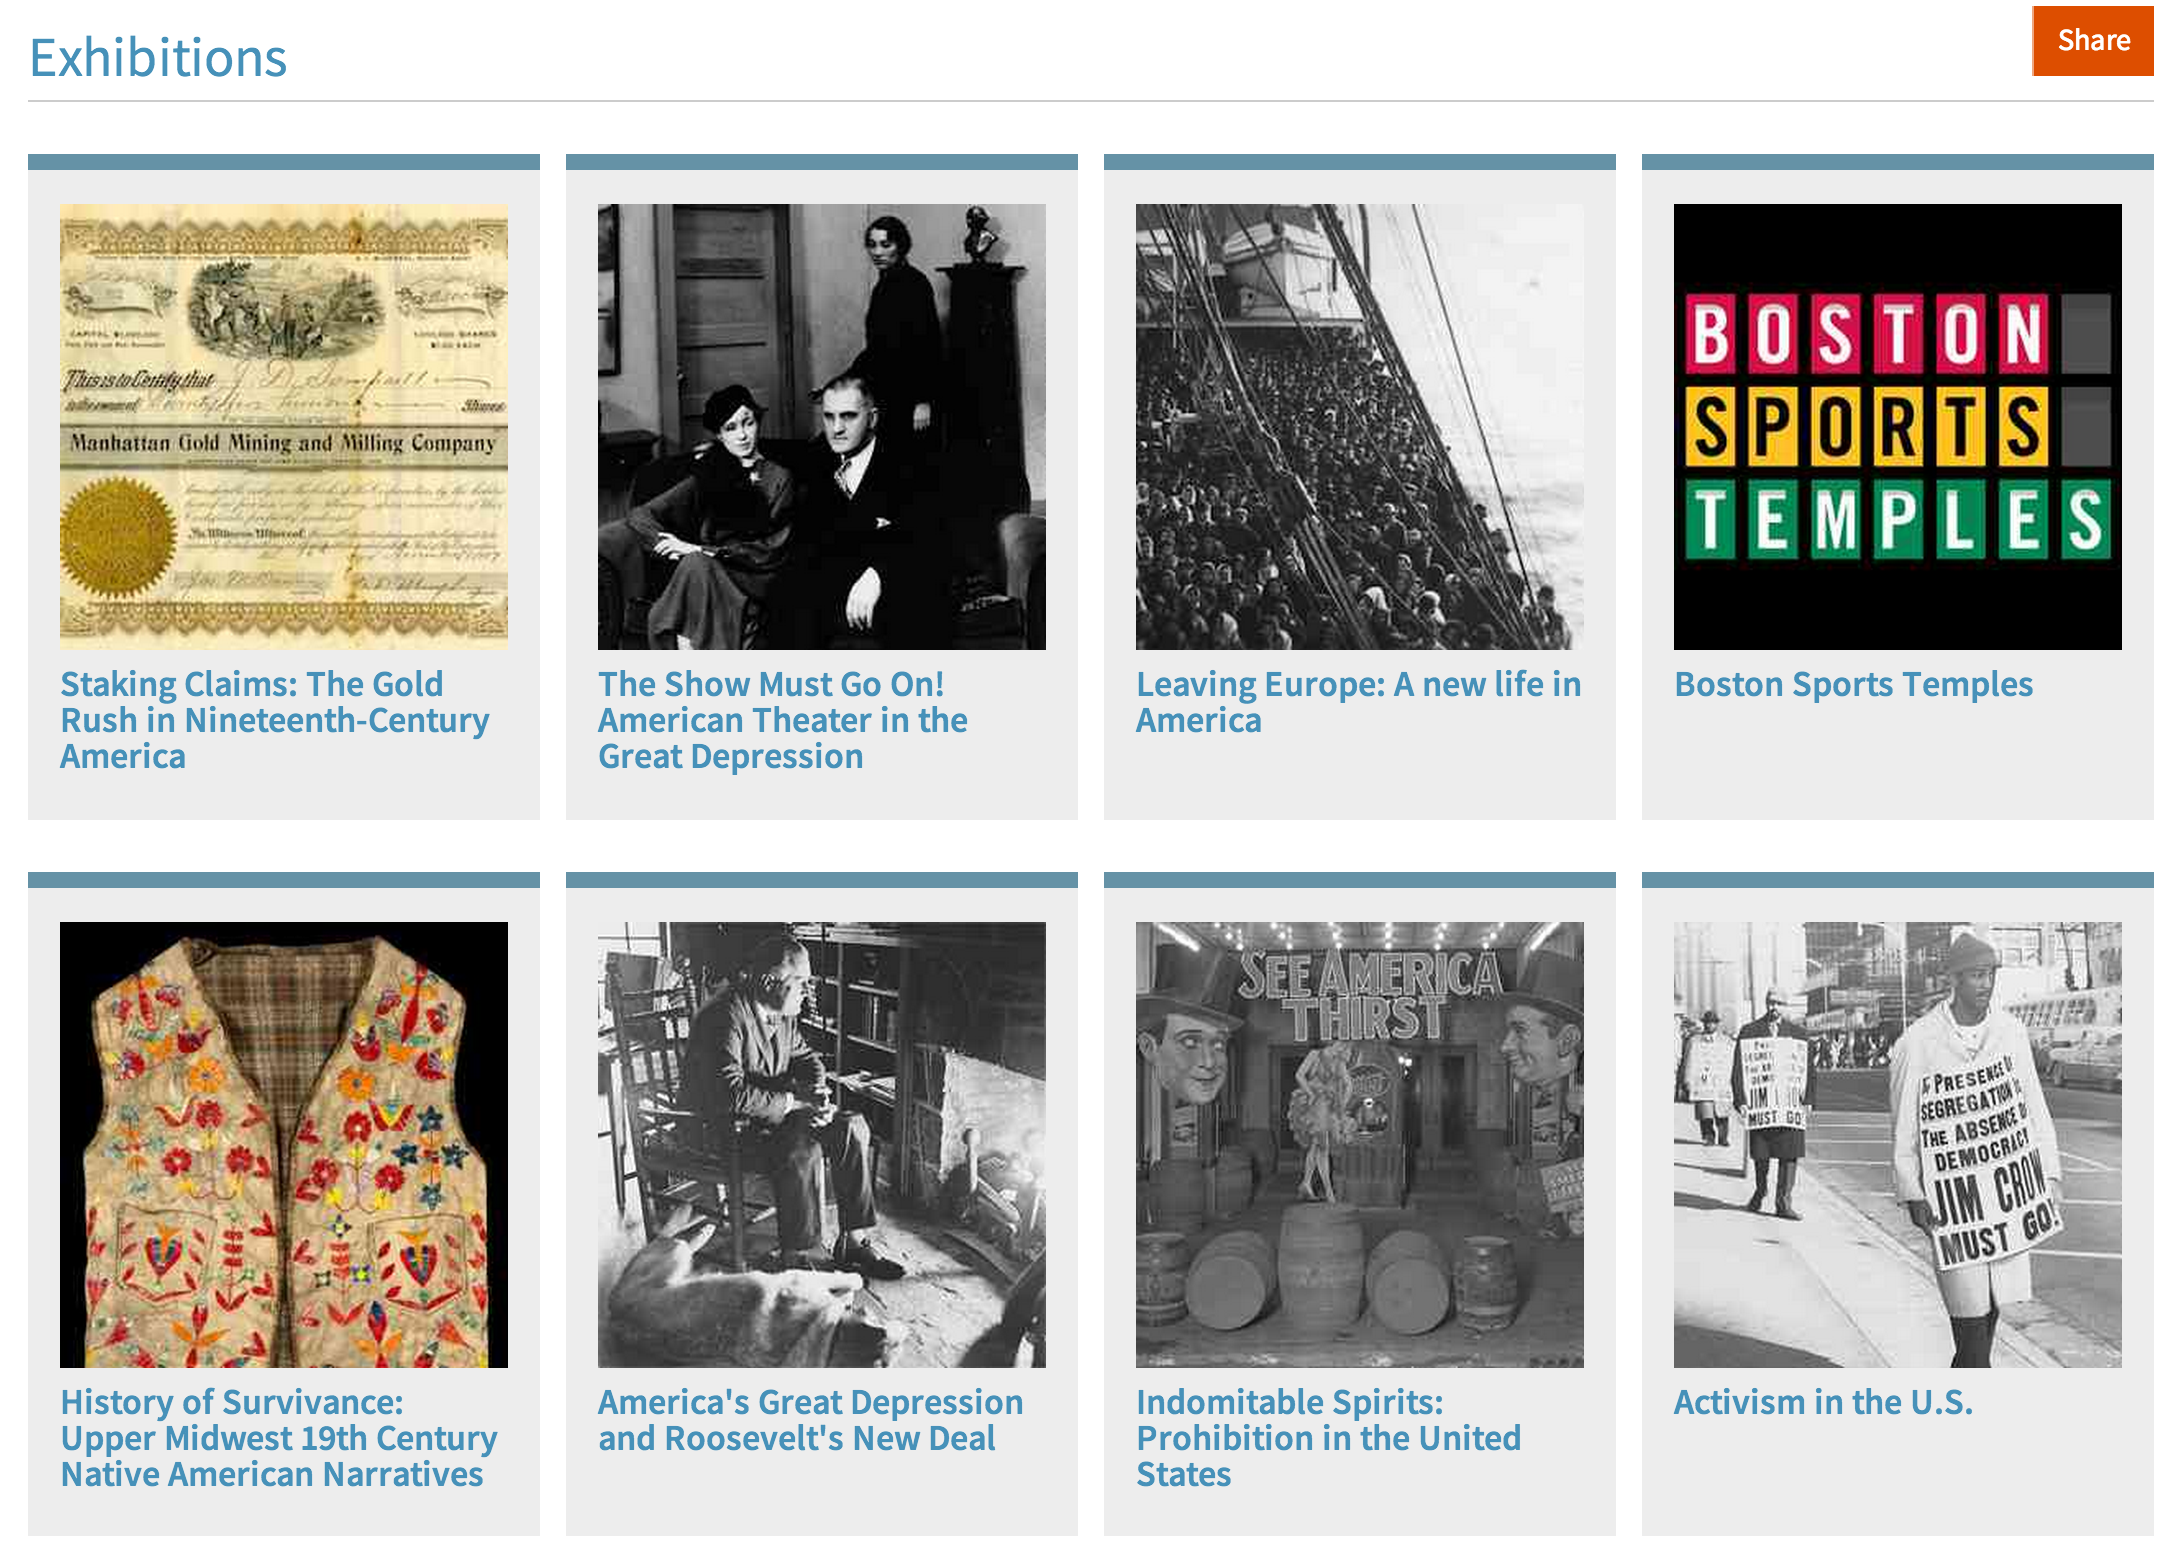 Exhibitions
Share
This is to Certify that
Shares
Manhattan Gold Mining and Milling Company
In Witness Whereof
Staking Claims: The Gold
Rush in Nineteenth-Century
America
The Show Must Go On!
American Theater in the
Great Depression
Leaving Europe: A new life in
America
BOSTON
SPORTS
TEMPLES
Boston Sports Temples
History of Survivance:
Upper Midwest 19th Century
Native American Narratives
America's Great Depression
and Roosevelt's New Deal
SEE AMERICA
THIRST
Indomitable Spirits:
Prohibition in the United
States
JIM CROW
MUST GO
PRESENCE
SEGREGATION
THE ABSENCE
DEMOCRACY
JIM CROW
MUST GO!
Activism in the U.S.